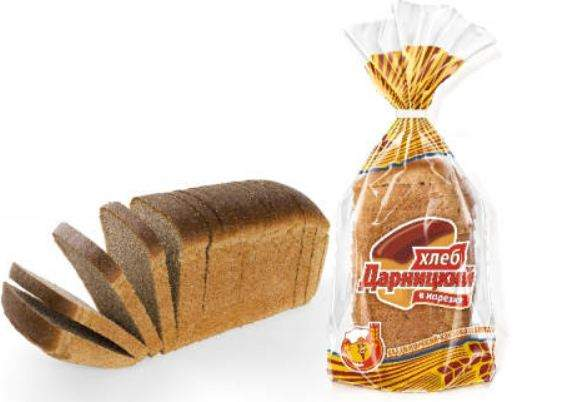 хлеб
Дарницкий
в нарезке